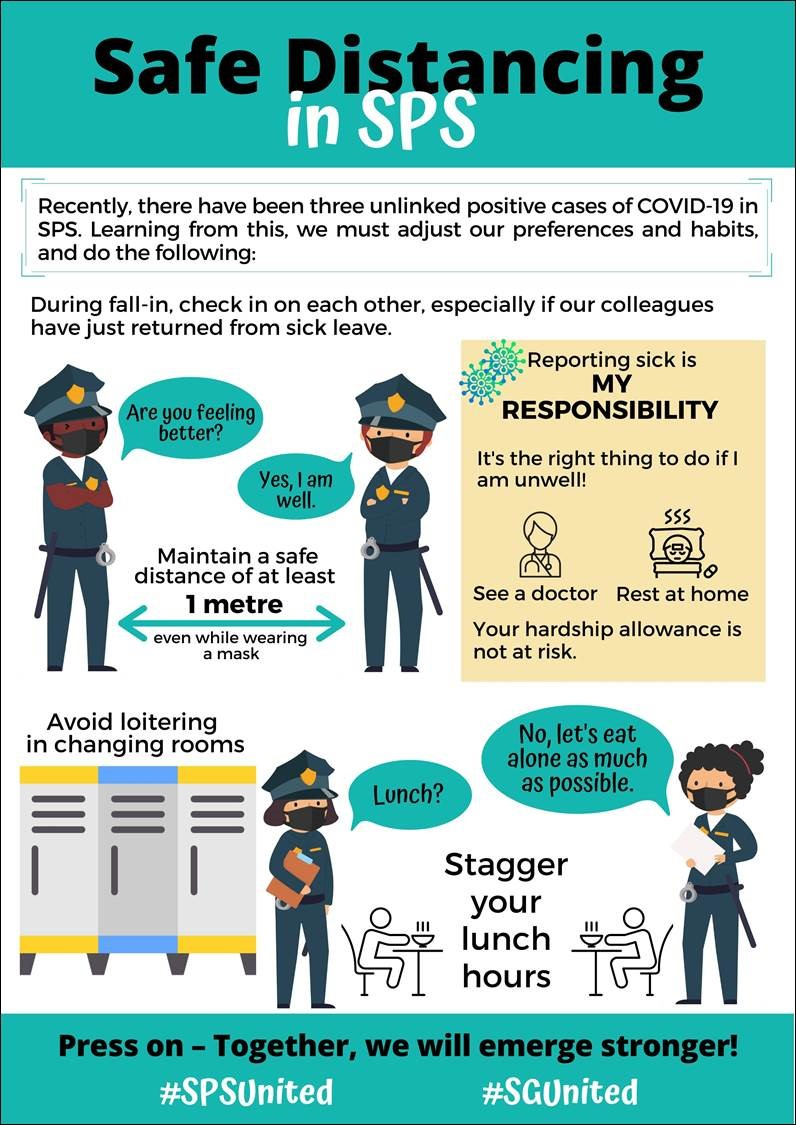 Safe Distancing
in SPS
Recently, there have been three unlinked positive cases of COVID-19 in
SPS. Learning from this, we must adjust our preferences and habits,
and do the following:
During fall-in, check in on each other, especially if our colleagues
have just returned from sick leave.
Are you feeling
better?
Yes, I am
well.
Maintain a safe
distance of at least
1 metre
even while wearing
a mask
Reporting sick is
MY
RESPONSIBILITY
It's the right thing to do if I
am unwell!
See a doctor
Rest at home
Your hardship allowance is
not at risk.
Avoid loitering
in changing rooms
Lunch?
No, let's eat
alone as much
as possible.
Stagger
your
lunch
hours
Press on – Together, we will emerge stronger!
#SPSUnited
#SGUnited